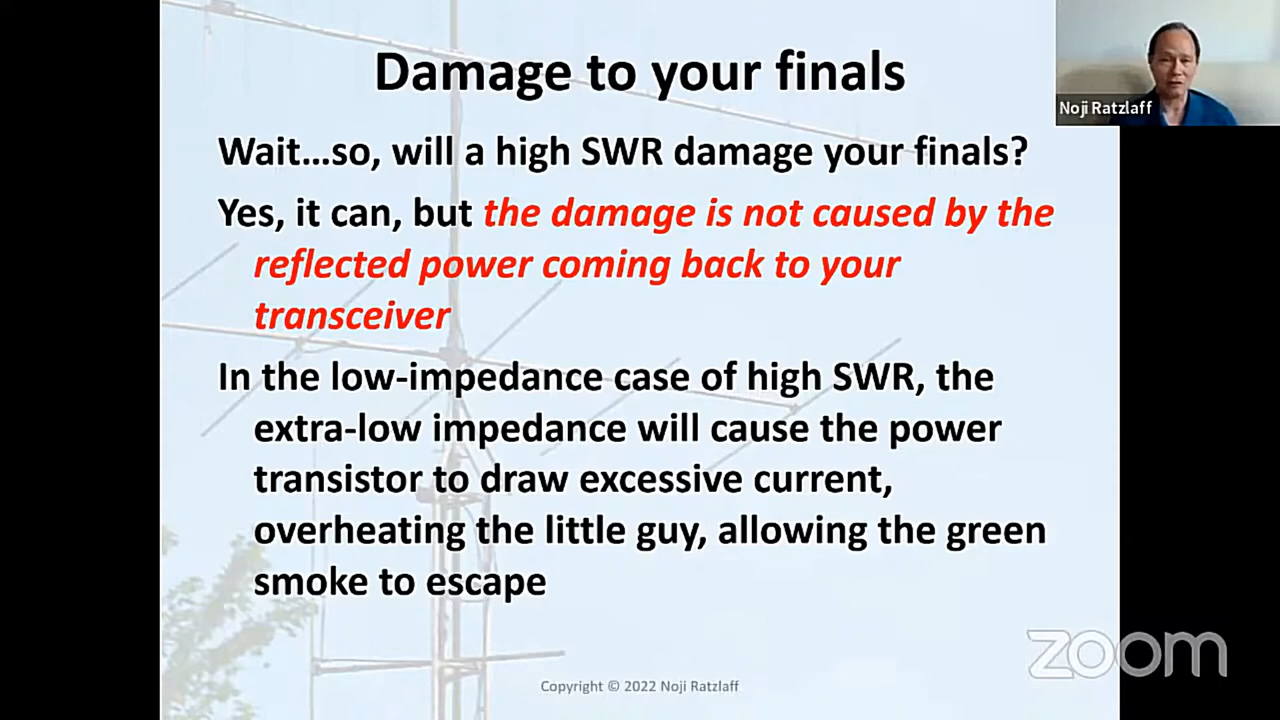 Damage to your finals
Noji Ratzlaff
Wait...so, will a high SWR damage your finals?
Yes, it can, but the damage is not caused by the
reflected power coming back to your
transceiver
In the low-impedance case of high SWR, the
extra-low impedance will cause the power
transistor to draw excessive current,
overheating the little guy, allowing the green
smoke to escape
zoom
Copyright © 2022 Noji Ratzlaff